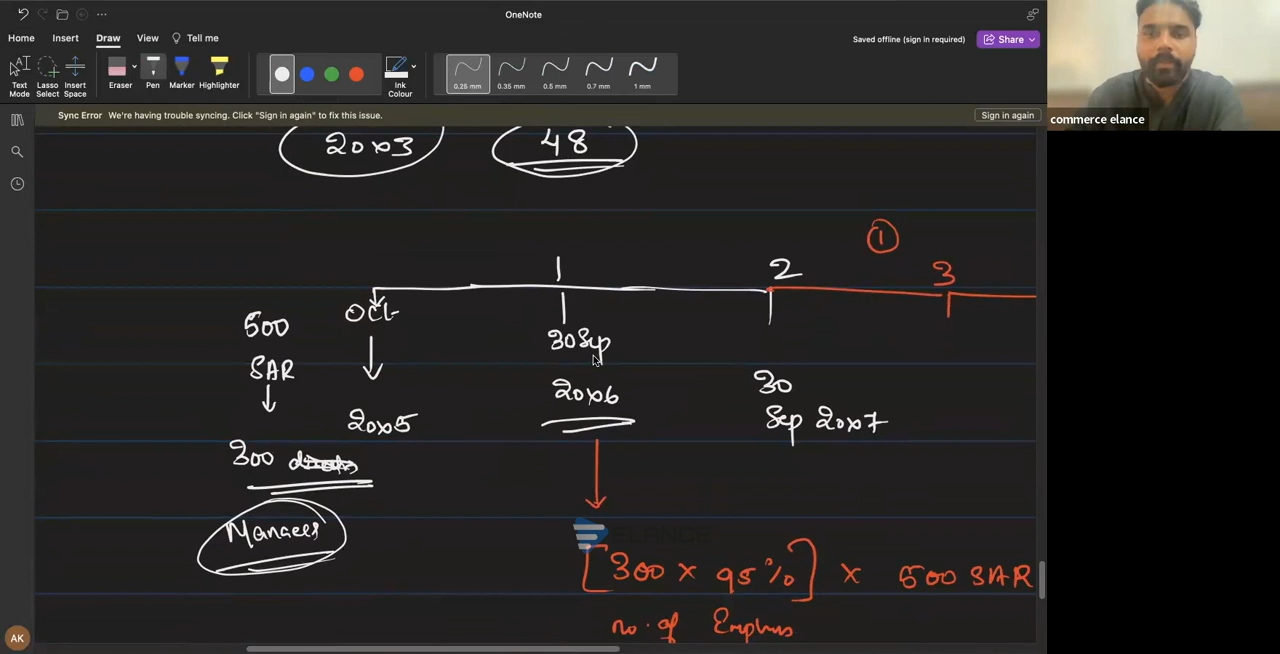 OneNote
Home Insert Draw View Tell me
Saved offline (sign in required) Share
Text Mode Lasso Select Insert Space Eraser Pen Marker Highlighter Ink Colour
0.25 mm 0.35 mm 0.5 mm 0.7 mm 1 mm
Sync Error We're having trouble syncing. Click "Sign in again" to fix this issue. Sign in again
commerce elance
20x3 48
1
1 2 3
500 Oct 30 Sep 30
SAR 20x6
20x5 Sep 20x7
300
ELANCE
[300 x 95%] x 500 SAR
no. of
AK